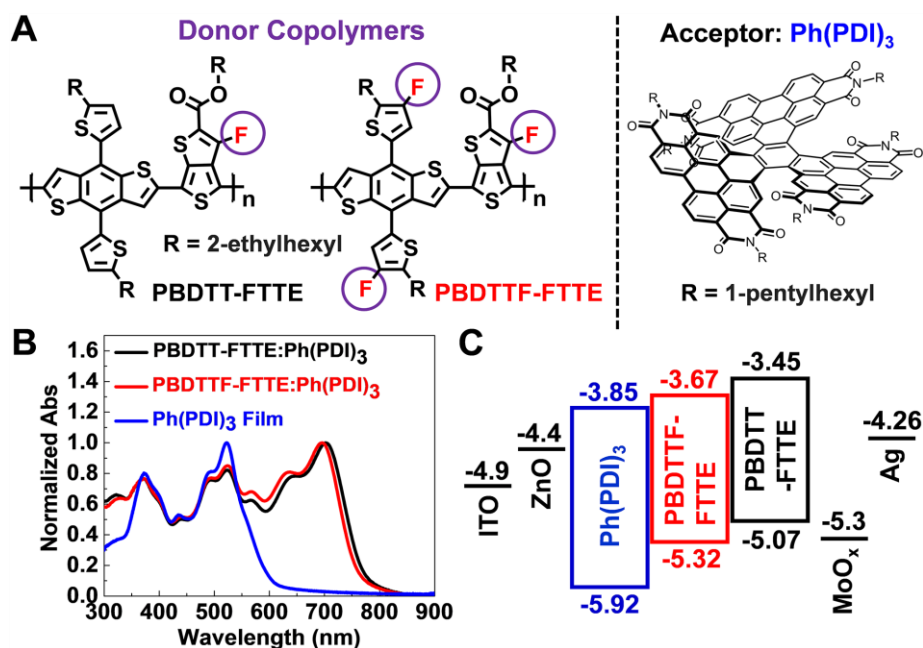 A
Donor Copolymers
Acceptor: Ph(PDI)3
R
O
O
F
R
S
S
S
S
S
n
S
R
R = 2-ethylhexyl
PBDTT-FTTE
R
F
O
O
R
F
S
S
S
S
S
n
S
F
R
PBDTTF-FTTE
R
N
O
O
R
N
O
O
R
N
O
O
N
R
O
O
N
R
O
O
N
R
O
O
R = 1-pentylhexyl
B
PBDTT-FTTE:Ph(PDI)3
PBDTTF-FTTE:Ph(PDI)3
Ph(PDI)3 Film
Normalized Abs
1.6
1.4
1.2
1.0
0.8
0.6
0.4
0.2
0.0
300 400 500 600 700 800 900
Wavelength (nm)
C
-4.9
ITO
-4.4
ZnO
-3.85
Ph(PDI)3
-5.92
-3.67
PBDTTF-
FTTE
-5.32
-3.45
PBDTT
-FTTE
-5.07
-5.3
MoOx
-4.26
Ag